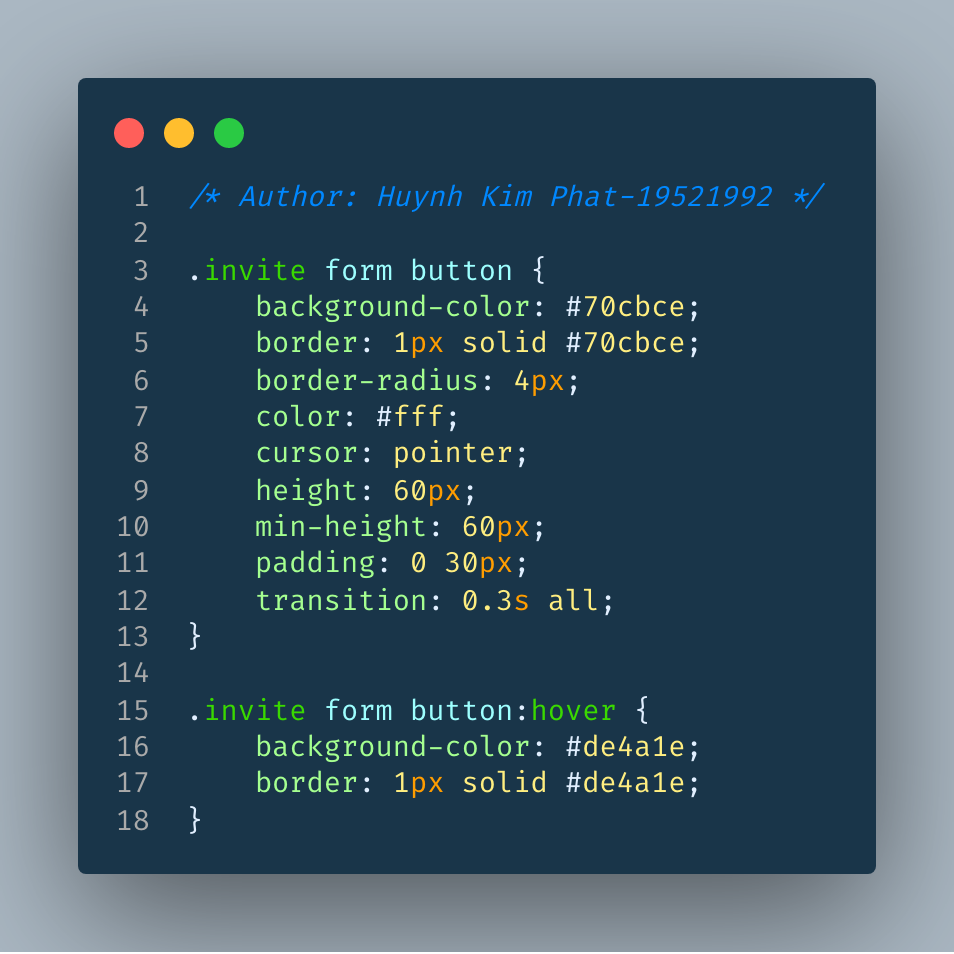 1 /* Author: Huynh Kim Phat-19521992 */
2
3 .invite form button {
4     background-color: #70cbce;
5     border: 1px solid #70cbce;
6     border-radius: 4px;
7     color: #fff;
8     cursor: pointer;
9     height: 60px;
10     min-height: 60px;
11     padding: 0 30px;
12     transition: 0.3s all;
13 }
14
15 .invite form button:hover {
16     background-color: #de4a1e;
17     border: 1px solid #de4a1e;
18 }